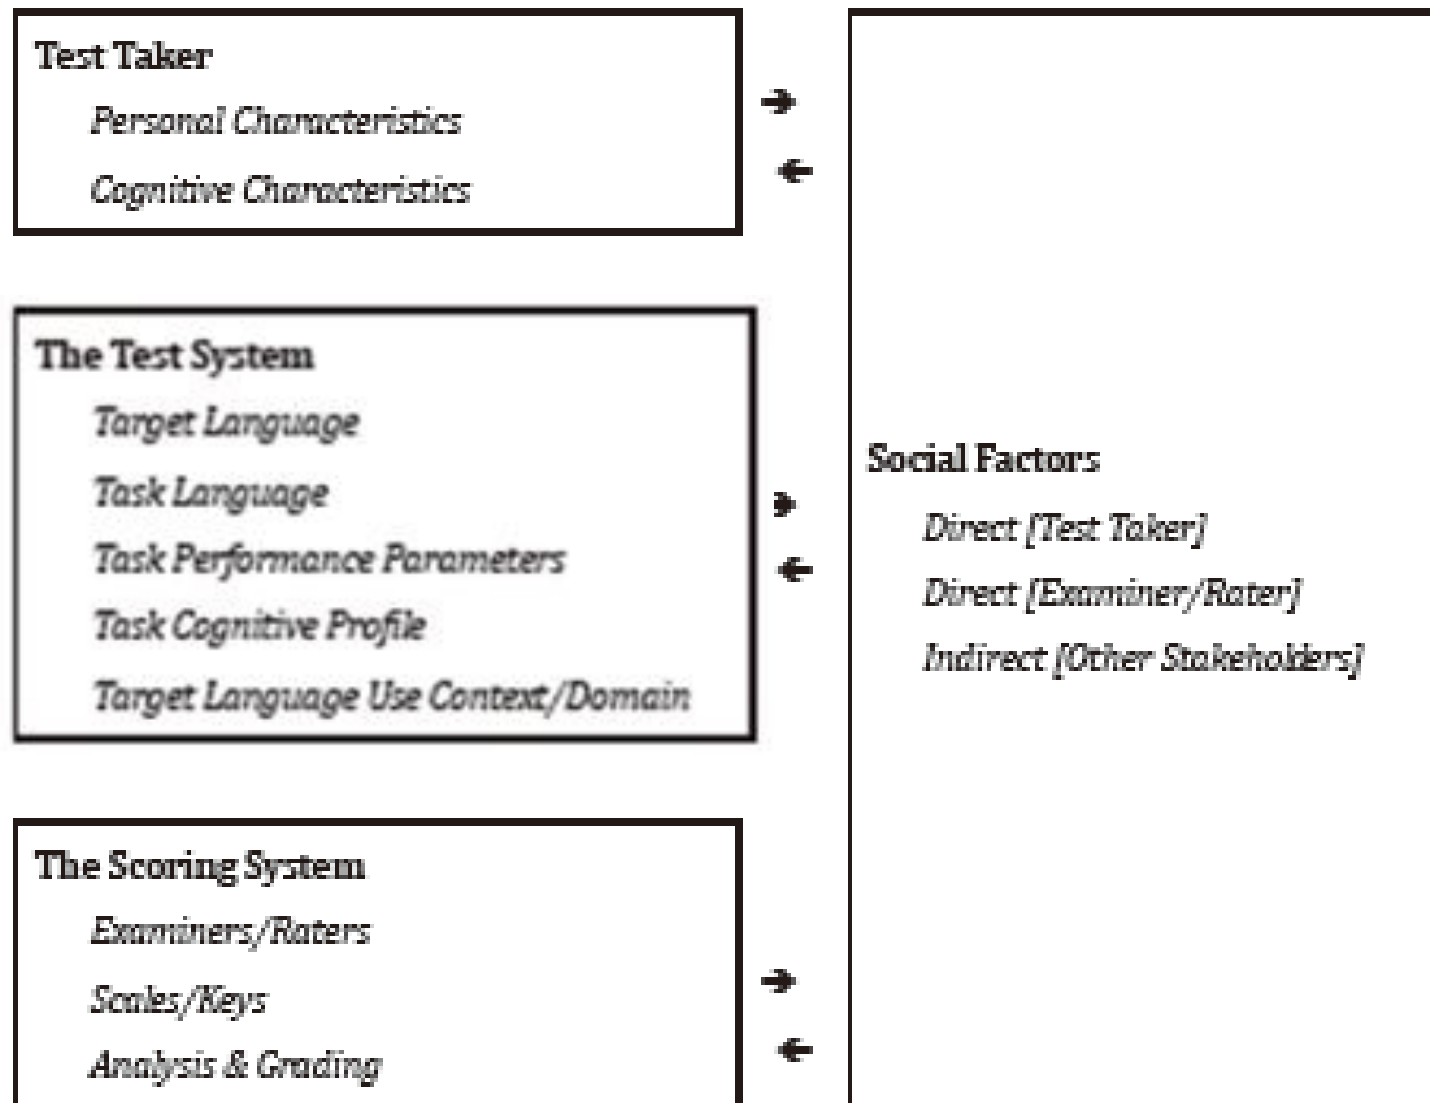 Test Taker
Personal Characteristics
Cognitive Characteristics
The Test System
Target Language
Task Language
Task Performance Parameters
Task Cognitive Profile
Target Language Use Context/Domain
The Scoring System
Examiners/Raters
Scales/Keys
Analysis & Grading
Social Factors
Direct [Test Taker]
Direct [Examiner/Rater]
Indirect [Other Stakeholders]